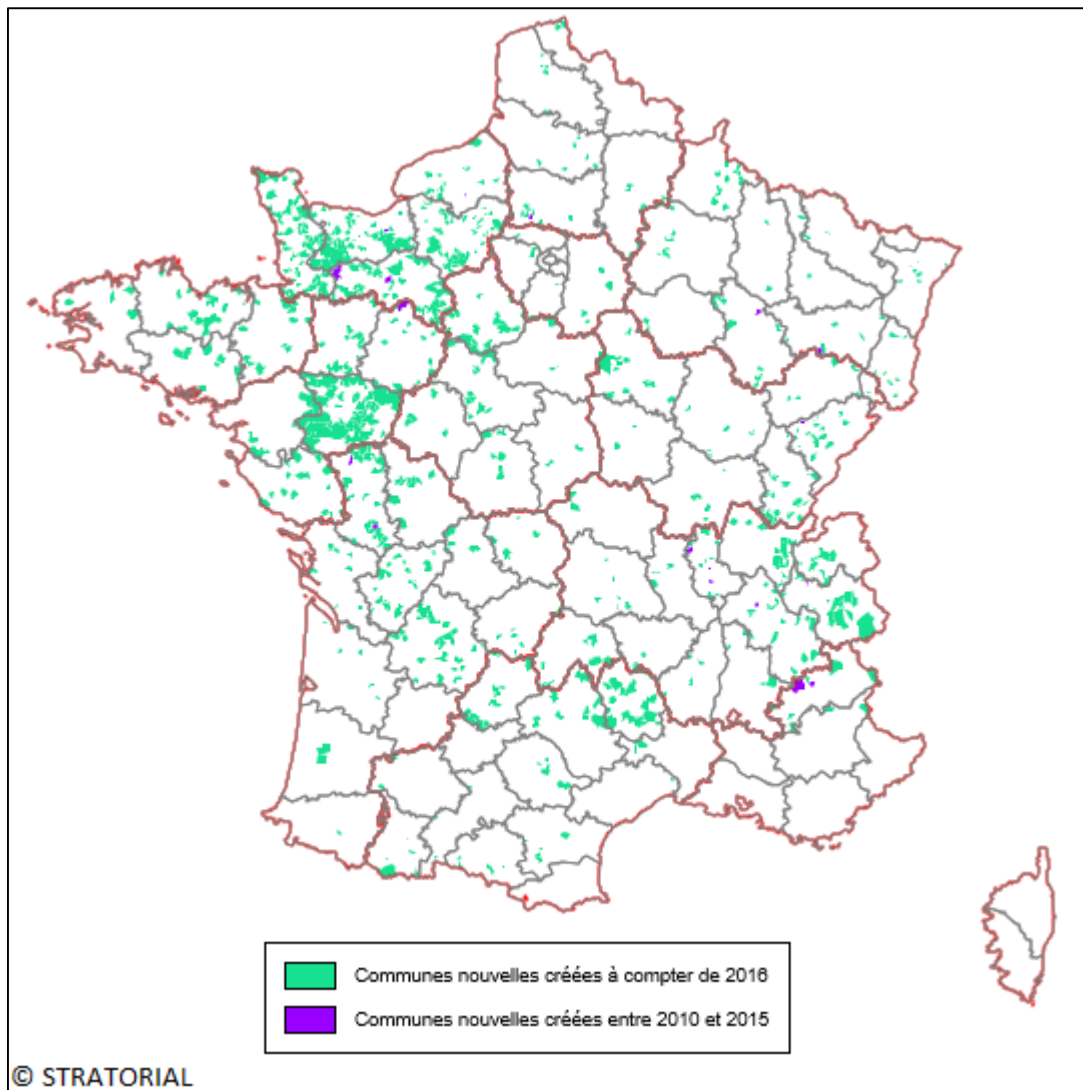 Communes nouvelles créées à compter de 2016
Communes nouvelles créées entre 2010 et 2015
© STRATORIAL